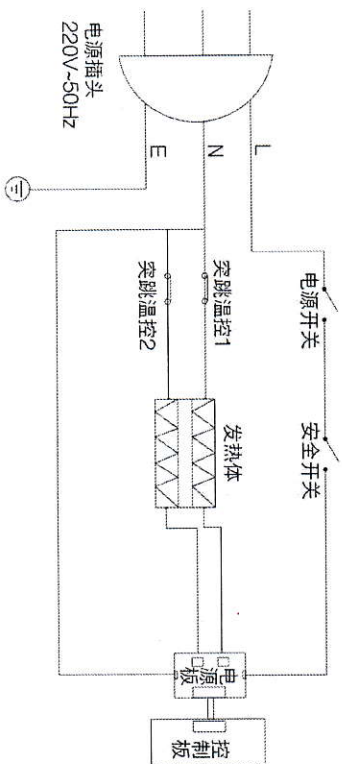 电源插头
220V~50Hz
L
N
E
电源开关
安全开关
突跳温控1
突跳温控2
发热体
电源板
控制板